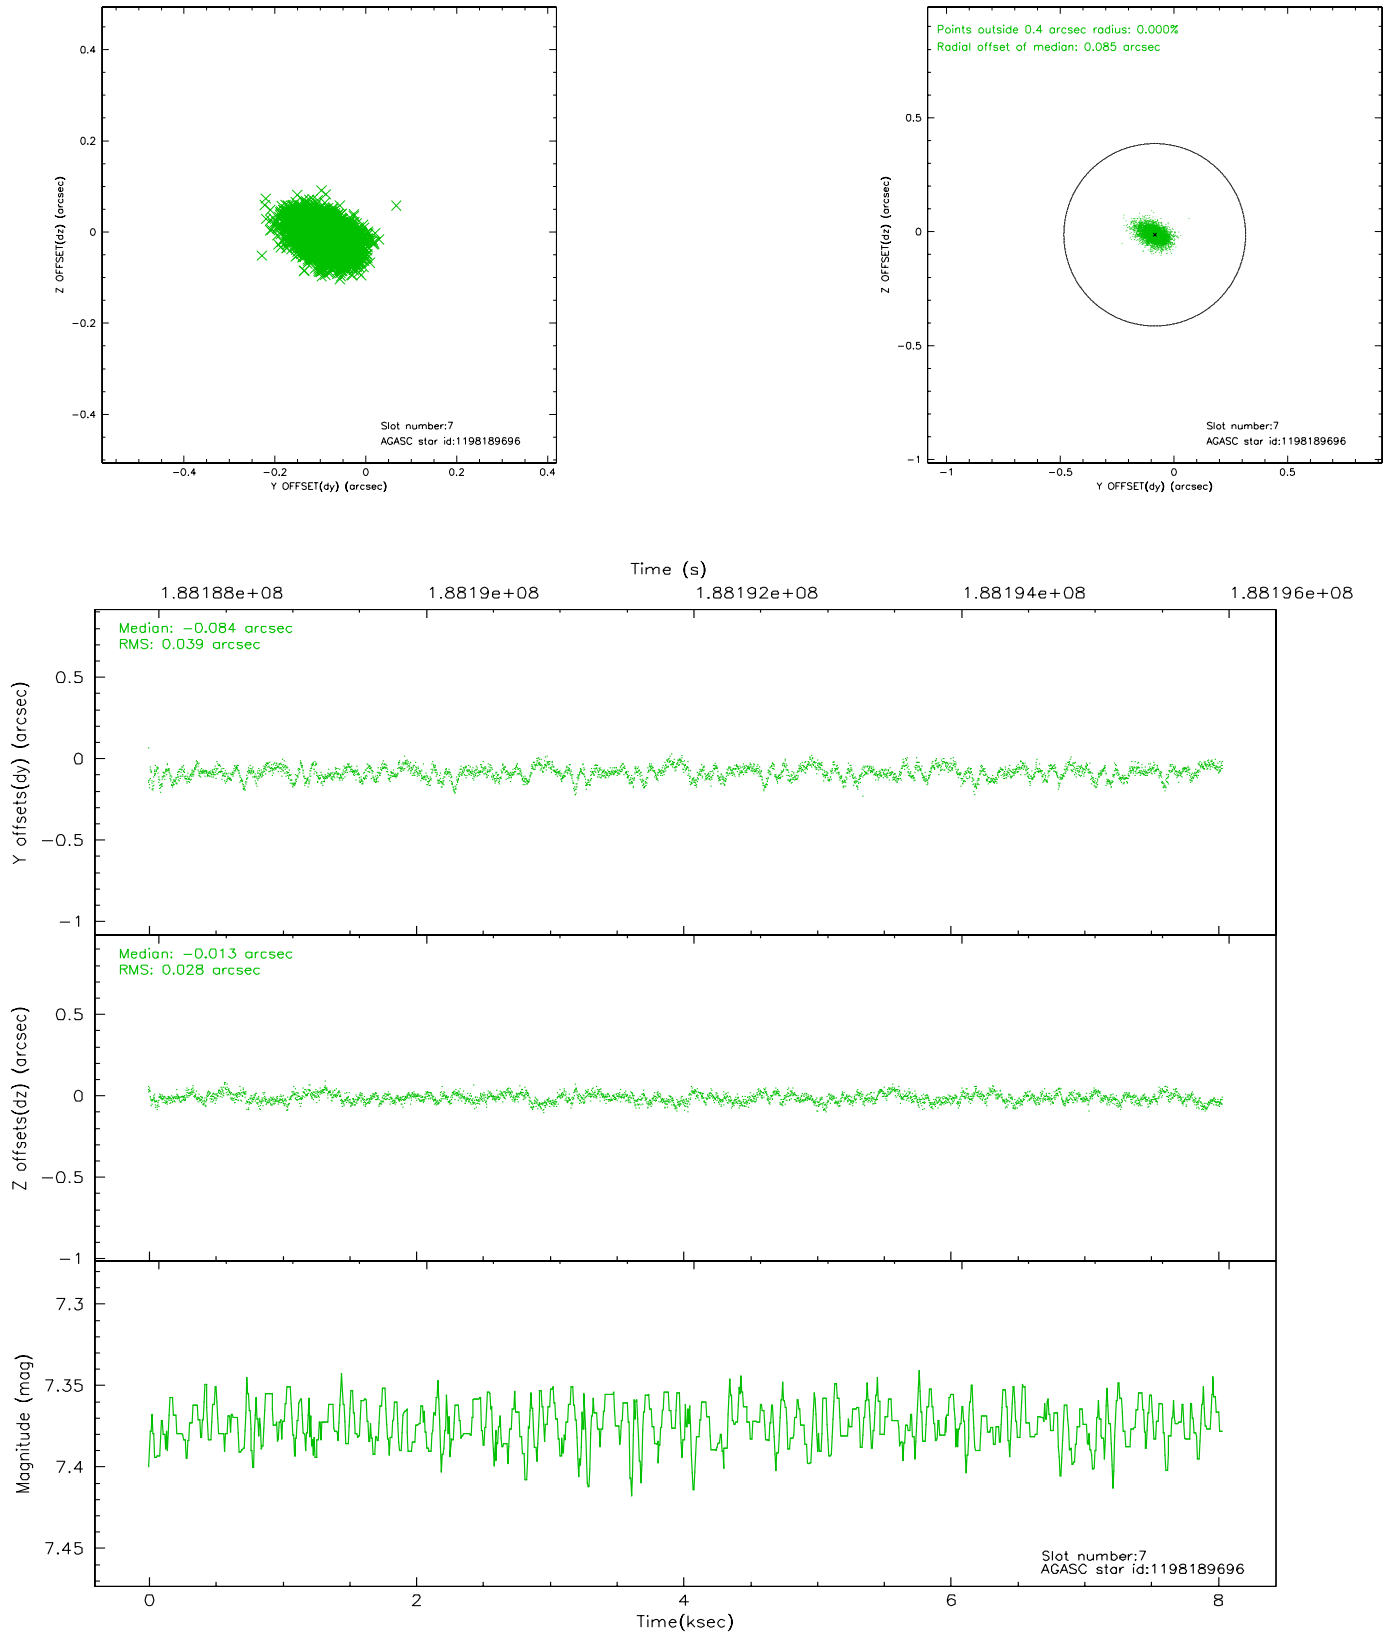 0.4
0.2
0
−0.2
−0.4
Z OFFSET(dz) (arcsec)
Slot number:7
AGASC star id:1198189696
−0.4
−0.2
0
0.2
0.4
Y OFFSET(dy) (arcsec)
Points outside 0.4 arcsec radius: 0.000%
Radial offset of median: 0.085 arcsec
0.5
0
−0.5
−1
Z OFFSET(dz) (arcsec)
Slot number:7
AGASC star id:1198189696
−1
−0.5
0
0.5
Y OFFSET(dy) (arcsec)
Time (s)
1.88188e+08
1.8819e+08
1.88192e+08
1.88194e+08
1.88196e+08
Median: −0.084 arcsec
RMS: 0.039 arcsec
0.5
0
−0.5
−1
Y offsets(dy) (arcsec)
Median: −0.013 arcsec
RMS: 0.028 arcsec
0.5
0
−0.5
−1
Z offsets(dz) (arcsec)
7.3
7.35
7.4
7.45
Magnitude (mag)
Slot number:7
AGASC star id:1198189696
0
2
4
6
8
Time(ksec)